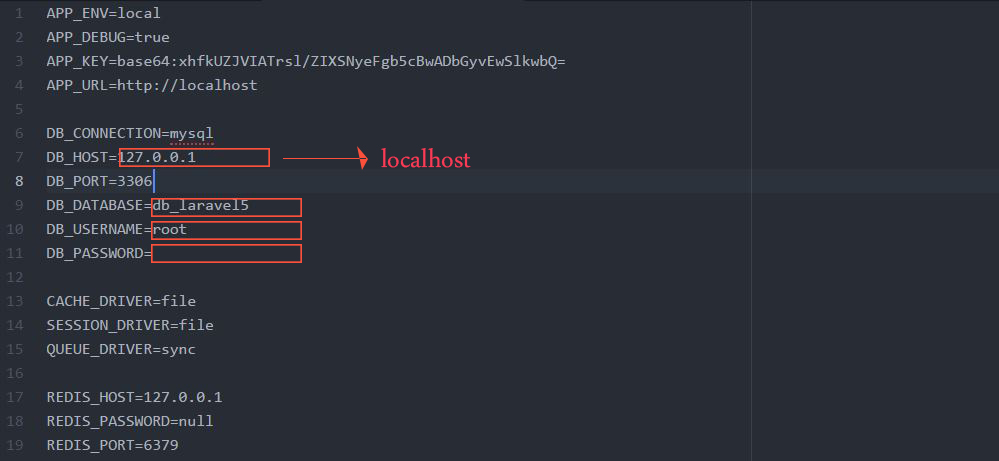 1 APP_ENV=local
2 APP_DEBUG=true
3 APP_KEY=base64:xhfkUZJVIATrsl/ZIXSNyeFgb5cBwADbGyvEwSlkwbQ=
4 APP_URL=http://localhost
5
6 DB_CONNECTION=mysql
7 DB_HOST=127.0.0.1 localhost
8 DB_PORT=3306
9 DB_DATABASE=db_laravel5
10 DB_USERNAME=root
11 DB_PASSWORD=
12
13 CACHE_DRIVER=file
14 SESSION_DRIVER=file
15 QUEUE_DRIVER=sync
16
17 REDIS_HOST=127.0.0.1
18 REDIS_PASSWORD=null
19 REDIS_PORT=6379